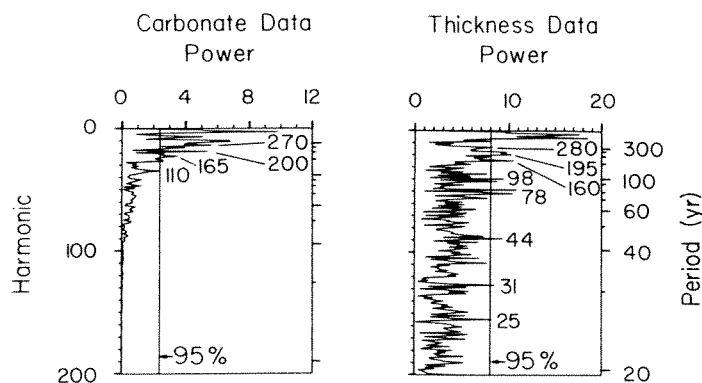 Carbonate Data
Power
Thickness Data
Power
0 4 8 12
0 10 20
0
100
200
Harmonic
270
200
165
110
95%
280
195
160
98
78
44
31
25
95%
300
100
60
40
20
Period (yr)